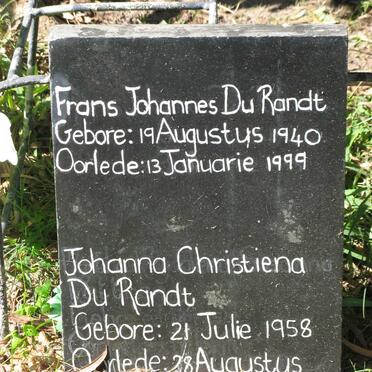 Frans Johannes Du Randt
Gebore: 19 Augustus 1940
Oorlede: 13 Januarie 1999
Johanna Christiena
Du Randt
Gebore: 21 Julie 1958
Oorlede: 28 Augustus